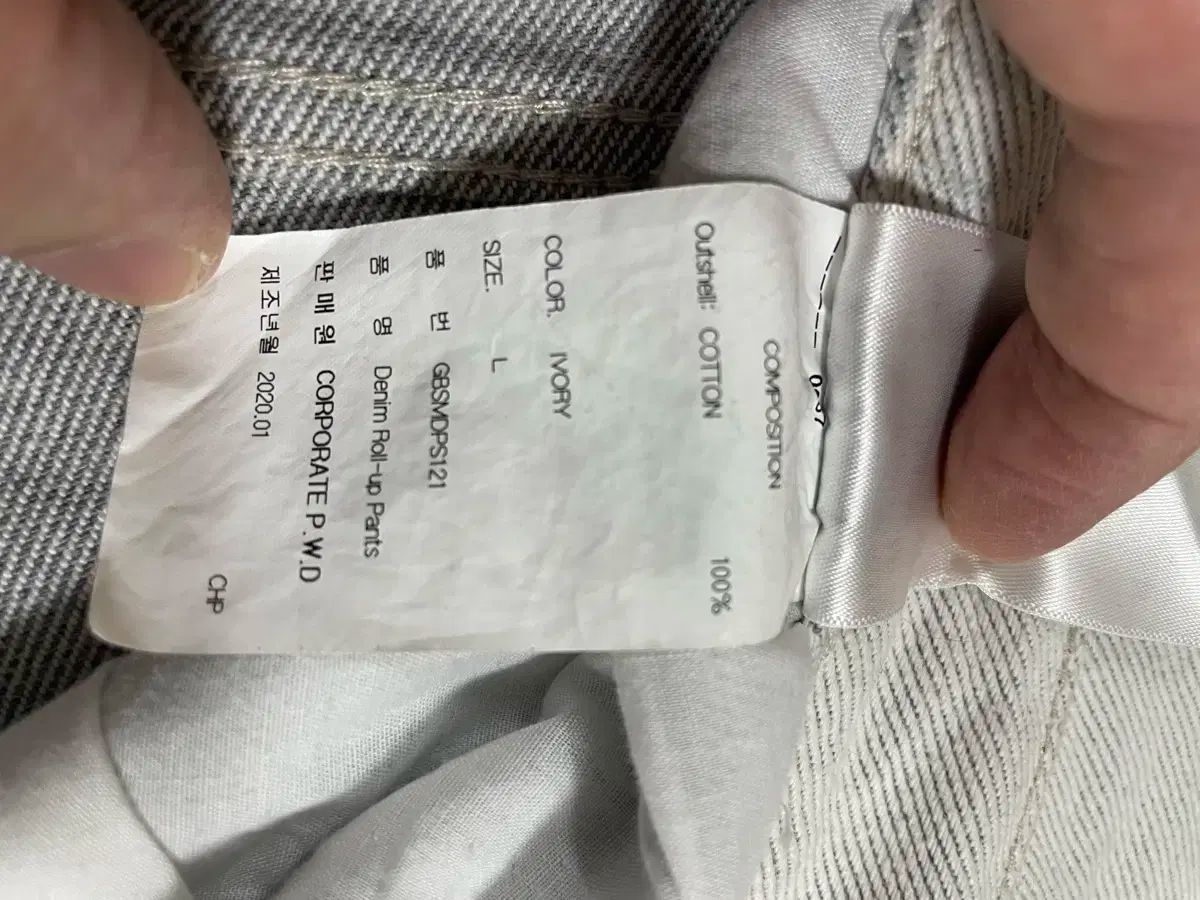 COMPOSITION
Outshell: COTTON 100%
COLOR. IVORY
SIZE. L
품 번 GBSMDPS121
품 명 Denim Roll-up Pants
판 매 원 CORPORATE P.W.D
제조년월 2020.01
CHP